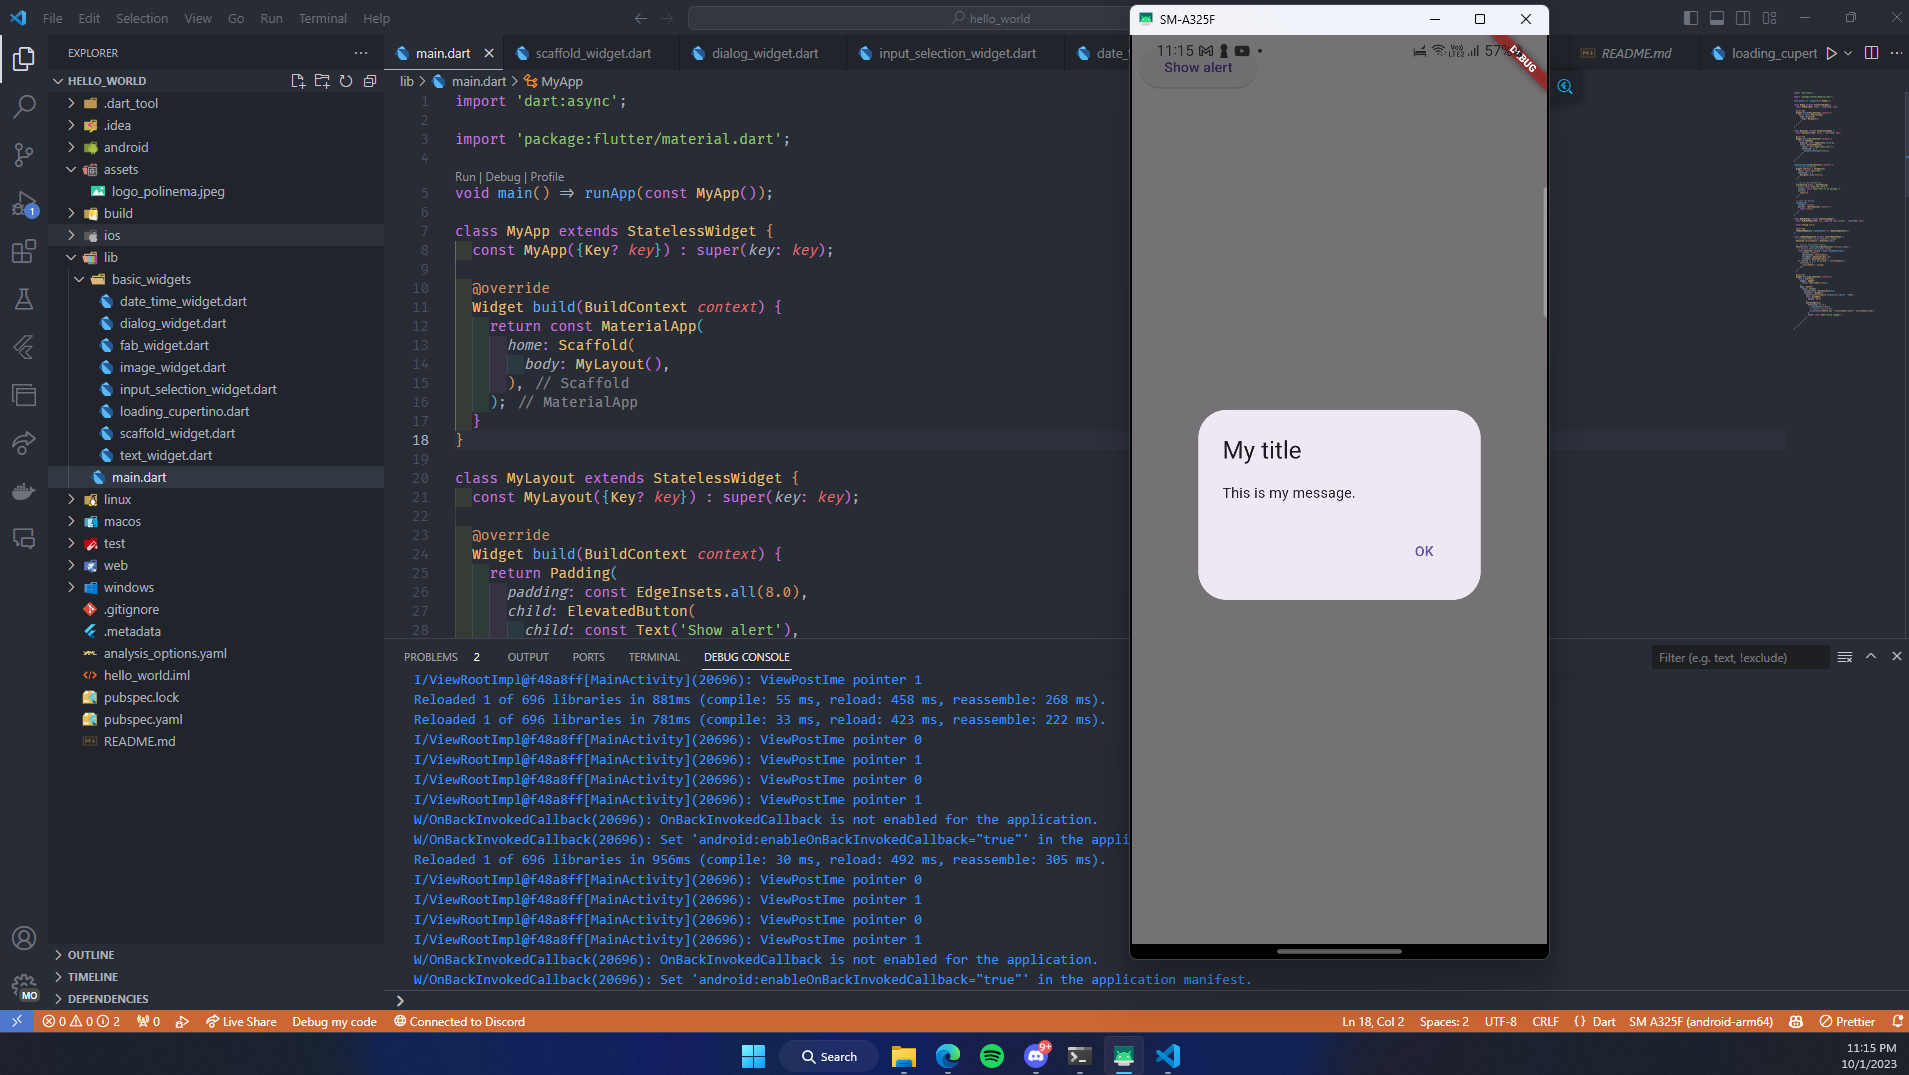 File Edit Selection View Go Run Terminal Help
hello_world
SM-A325F
EXPLORER
HELLO_WORLD
.dart_tool
.idea
android
assets
logo_polinema.jpeg
build
ios
lib
basic_widgets
date_time_widget.dart
dialog_widget.dart
fab_widget.dart
image_widget.dart
input_selection_widget.dart
loading_cupertino.dart
scaffold_widget.dart
text_widget.dart
main.dart
linux
macos
test
web
windows
.gitignore
.metadata
analysis_options.yaml
hello_world.iml
pubspec.lock
pubspec.yaml
README.md
OUTLINE
TIMELINE
DEPENDENCIES
main.dart scaffold_widget.dart dialog_widget.dart input_selection_widget.dart date_ README.md loading_cupert
lib > main.dart > MyApp
1 import 'dart:async';
2
3 import 'package:flutter/material.dart';
4
Run | Debug | Profile
5 void main() => runApp(const MyApp());
6
7 class MyApp extends StatelessWidget {
8 const MyApp({Key? key}) : super(key: key);
9
10 @override
11 Widget build(BuildContext context) {
12 return const MaterialApp(
13 home: Scaffold(
14 body: MyLayout(),
15 ), // Scaffold
16 ); // MaterialApp
17 }
18 }
19
20 class MyLayout extends StatelessWidget {
21 const MyLayout({Key? key}) : super(key: key);
22
23 @override
24 Widget build(BuildContext context) {
25 return Padding(
26 padding: const EdgeInsets.all(8.0),
27 child: ElevatedButton(
28 child: const Text('Show alert'),
11:15 57%
DEBUG
Show alert
My title
This is my message.
OK
PROBLEMS 2 OUTPUT PORTS TERMINAL DEBUG CONSOLE
Filter (e.g. text, !exclude)
I/ViewRootImpl@f48a8ff[MainActivity](20696): ViewPostIme pointer 1
Reloaded 1 of 696 libraries in 881ms (compile: 55 ms, reload: 458 ms, reassemble: 268 ms).
Reloaded 1 of 696 libraries in 781ms (compile: 33 ms, reload: 423 ms, reassemble: 222 ms).
I/ViewRootImpl@f48a8ff[MainActivity](20696): ViewPostIme pointer 0
I/ViewRootImpl@f48a8ff[MainActivity](20696): ViewPostIme pointer 1
I/ViewRootImpl@f48a8ff[MainActivity](20696): ViewPostIme pointer 0
I/ViewRootImpl@f48a8ff[MainActivity](20696): ViewPostIme pointer 1
W/OnBackInvokedCallback(20696): OnBackInvokedCallback is not enabled for the application.
W/OnBackInvokedCallback(20696): Set 'android:enableOnBackInvokedCallback="true"' in the appli
Reloaded 1 of 696 libraries in 956ms (compile: 30 ms, reload: 492 ms, reassemble: 305 ms).
I/ViewRootImpl@f48a8ff[MainActivity](20696): ViewPostIme pointer 0
I/ViewRootImpl@f48a8ff[MainActivity](20696): ViewPostIme pointer 1
I/ViewRootImpl@f48a8ff[MainActivity](20696): ViewPostIme pointer 0
I/ViewRootImpl@f48a8ff[MainActivity](20696): ViewPostIme pointer 1
W/OnBackInvokedCallback(20696): OnBackInvokedCallback is not enabled for the application.
W/OnBackInvokedCallback(20696): Set 'android:enableOnBackInvokedCallback="true"' in the application manifest.
1
MO
0 0 2 0 Live Share Debug my code Connected to Discord Ln 18, Col 2 Spaces: 2 UTF-8 CRLF {} Dart SM A325F (android-arm64) Prettier
Search
9+
11:15 PM
10/1/2023